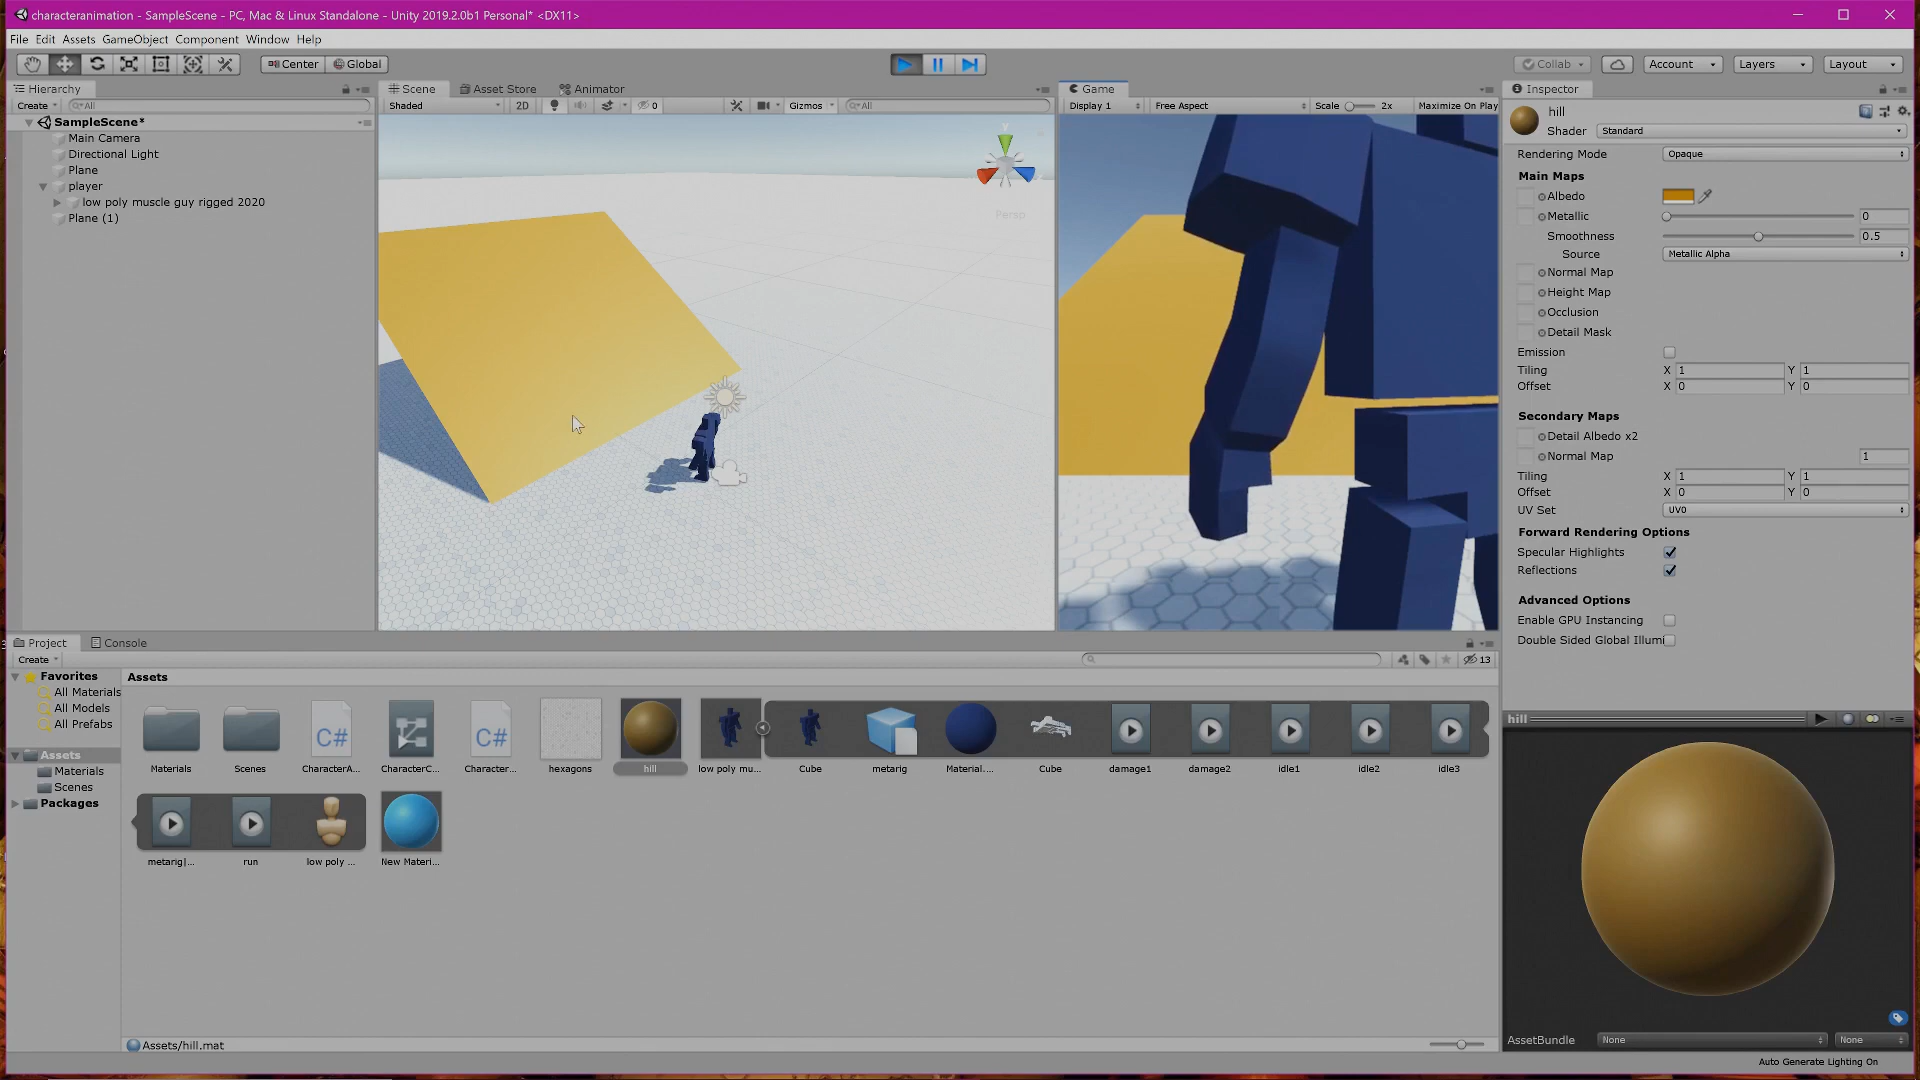 characteranimation - SampleScene - PC, Mac & Linux Standalone - Unity 2019.2.0b1 Personal* <DX11>
File Edit Assets GameObject Component Window Help
Center Global Collab Account Layers Layout
Hierarchy
Create All
SampleScene*
Main Camera
Directional Light
Plane
player
low poly muscle guy rigged 2020
Plane (1)
Scene Asset Store Animator
Shaded 2D 0 Gizmos All
y
Persp
Game
Display 1 Free Aspect Scale 2x Maximize On Play
Inspector
hill
Shader Standard
Rendering Mode Opaque
Main Maps
Albedo
Metallic 0
Smoothness 0.5
Source Metallic Alpha
Normal Map
Height Map
Occlusion
Detail Mask
Emission
Tiling X 1 Y 1
Offset X 0 Y 0
Secondary Maps
Detail Albedo x2
Normal Map 1
Tiling X 1 Y 1
Offset X 0 Y 0
UV Set UV0
Forward Rendering Options
Specular Highlights
Reflections
Advanced Options
Enable GPU Instancing
Double Sided Global Illumi
Project Console
Create 13
Favorites
All Materials
All Models
All Prefabs
Assets
Materials
Scenes
Packages
Assets
C# C#
Materials Scenes CharacterA... CharacterC... Character... hexagons hill low poly mu... Cube metarig Material.... Cube damage1 damage2 idle1 idle2 idle3
metarig|... run low poly ... New Materi...
Assets/hill.mat
hill
AssetBundle None None
Auto Generate Lighting On